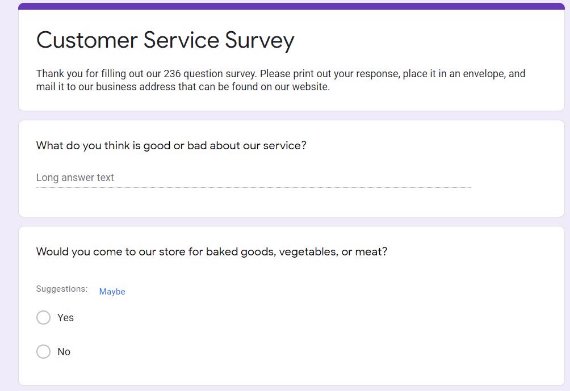 Customer Service Survey
Thank you for filling out our 236 question survey. Please print out your response, place it in an envelope, and
mail it to our business address that can be found on our website.
What do you think is good or bad about our service?
Long answer text
Would you come to our store for baked goods, vegetables, or meat?
Suggestions: Maybe
Yes
No